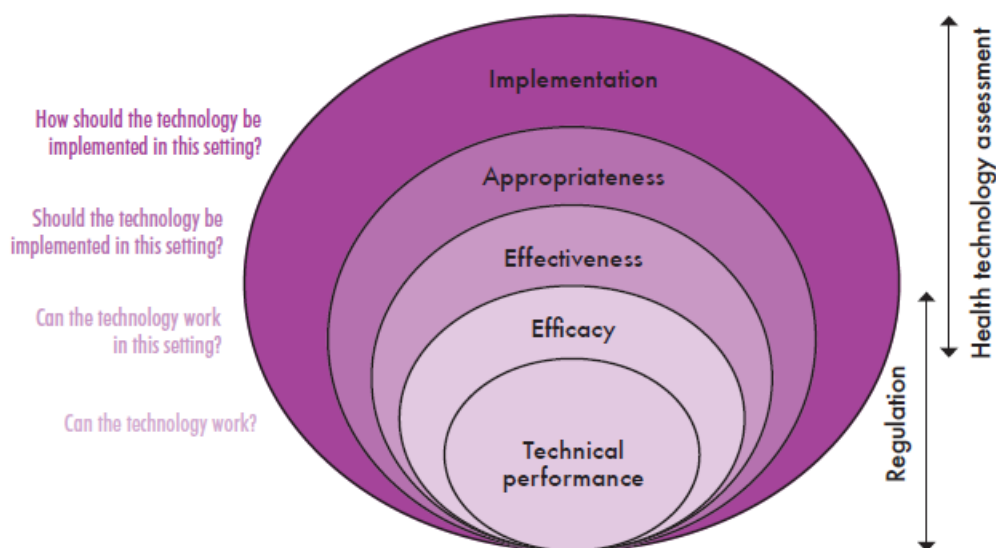 Implementation
How should the technology be
implemented in this setting?
Appropriateness
Should the technology be
implemented in this setting?
Effectiveness
Can the technology work
in this setting?
Efficacy
Can the technology work?
Technical
performance
Regulation
Health technology assessment